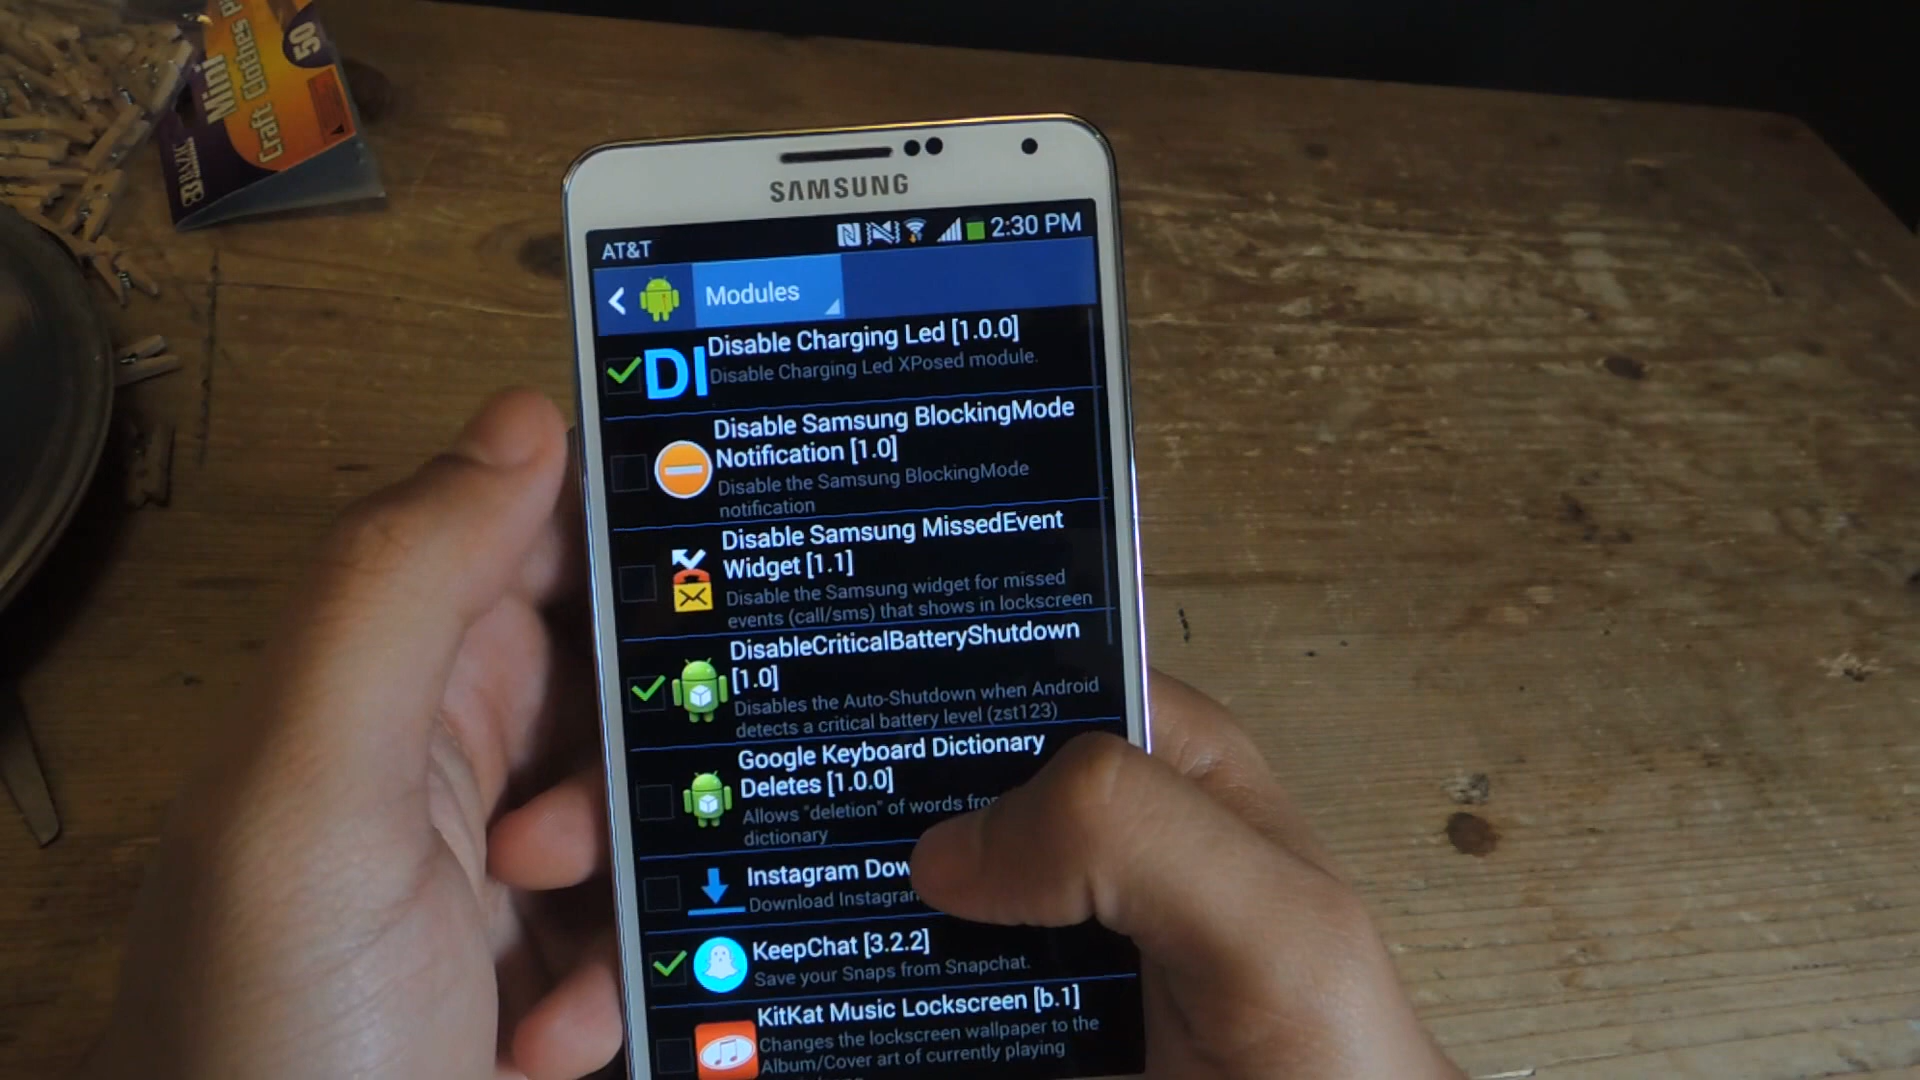 Mini
Craft Clothes
50
BAZIC
SAMSUNG
AT&T
2:30 PM
Modules
DI
Disable Charging Led [1.0.0]
Disable Charging Led XPosed module.
Disable Samsung BlockingMode
Notification [1.0]
Disable the Samsung BlockingMode
notification
Disable Samsung MissedEvent
Widget [1.1]
Disable the Samsung widget for missed
events (call/sms) that shows in lockscreen
DisableCriticalBatteryShutdown
[1.0]
Disables the Auto-Shutdown when Android
detects a critical battery level (zst123)
Google Keyboard Dictionary
Deletes [1.0.0]
Allows "deletion" of words
dictionary
Instagram
Download
KeepChat [3.2.2]
Save your Snaps from Snapchat.
KitKat Music Lockscreen [b.1]
Changes the lockscreen wallpaper to the
Album/Cover art of currently playing